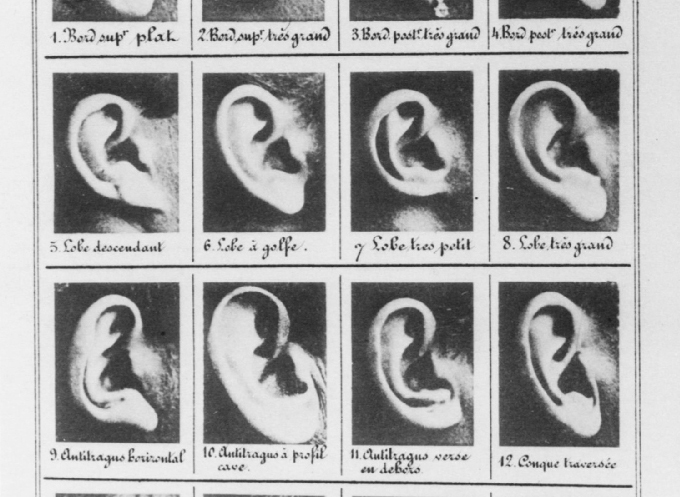 1. Bord supʳ plat
2. Bord supʳ très grand
3. Bord postʳ très grand
4. Bord postʳ très grand
5. Lobe descendant
6. Lobe à golfe.
7 Lobe tres petit
8. Lobe très grand
9. Antitragus horizontal
10. Antitragus à profil
cave.
11. Antitragus verse
en dehors
12. Conque traversée